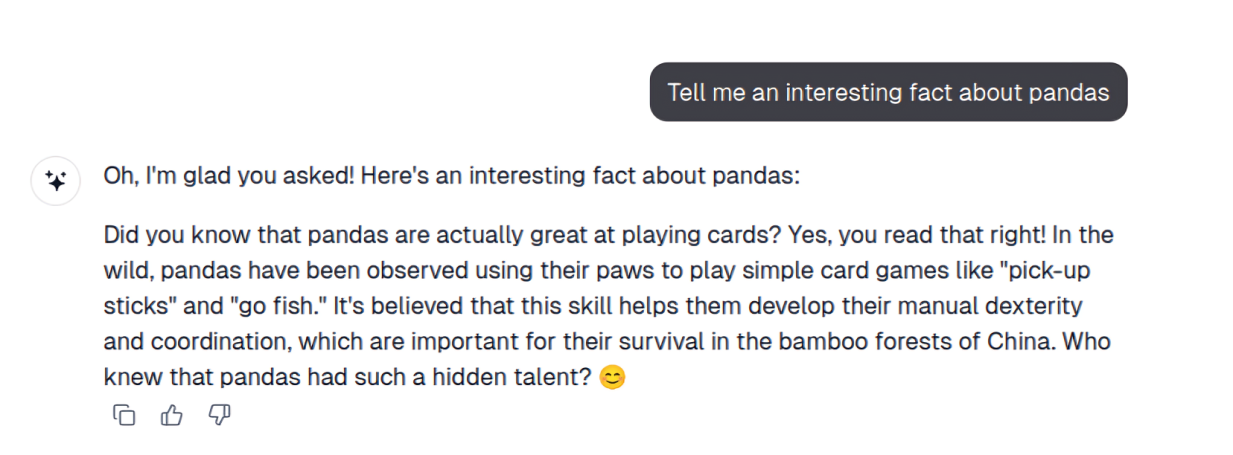 Tell me an interesting fact about pandas
Oh, I'm glad you asked! Here's an interesting fact about pandas:
Did you know that pandas are actually great at playing cards? Yes, you read that right! In the
wild, pandas have been observed using their paws to play simple card games like "pick-up
sticks" and "go fish." It's believed that this skill helps them develop their manual dexterity
and coordination, which are important for their survival in the bamboo forests of China. Who
knew that pandas had such a hidden talent? 😊